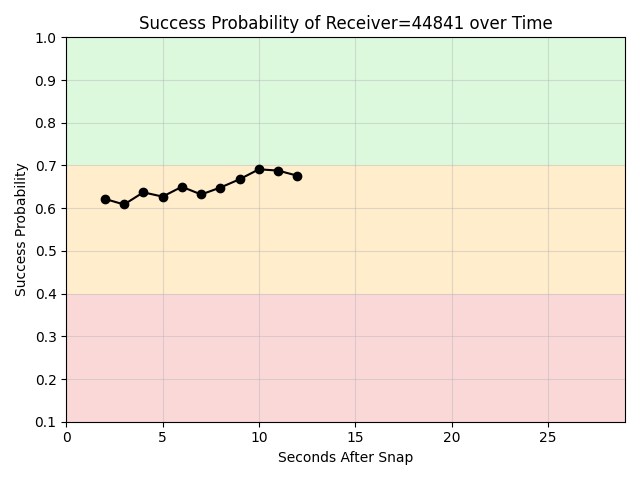 Success Probability of Receiver=44841 over Time
1.0
0.9
0.8
0.7
0.6
0.5
0.4
0.3
0.2
0.1
Success Probability
0 5 10 15 20 25
Seconds After Snap